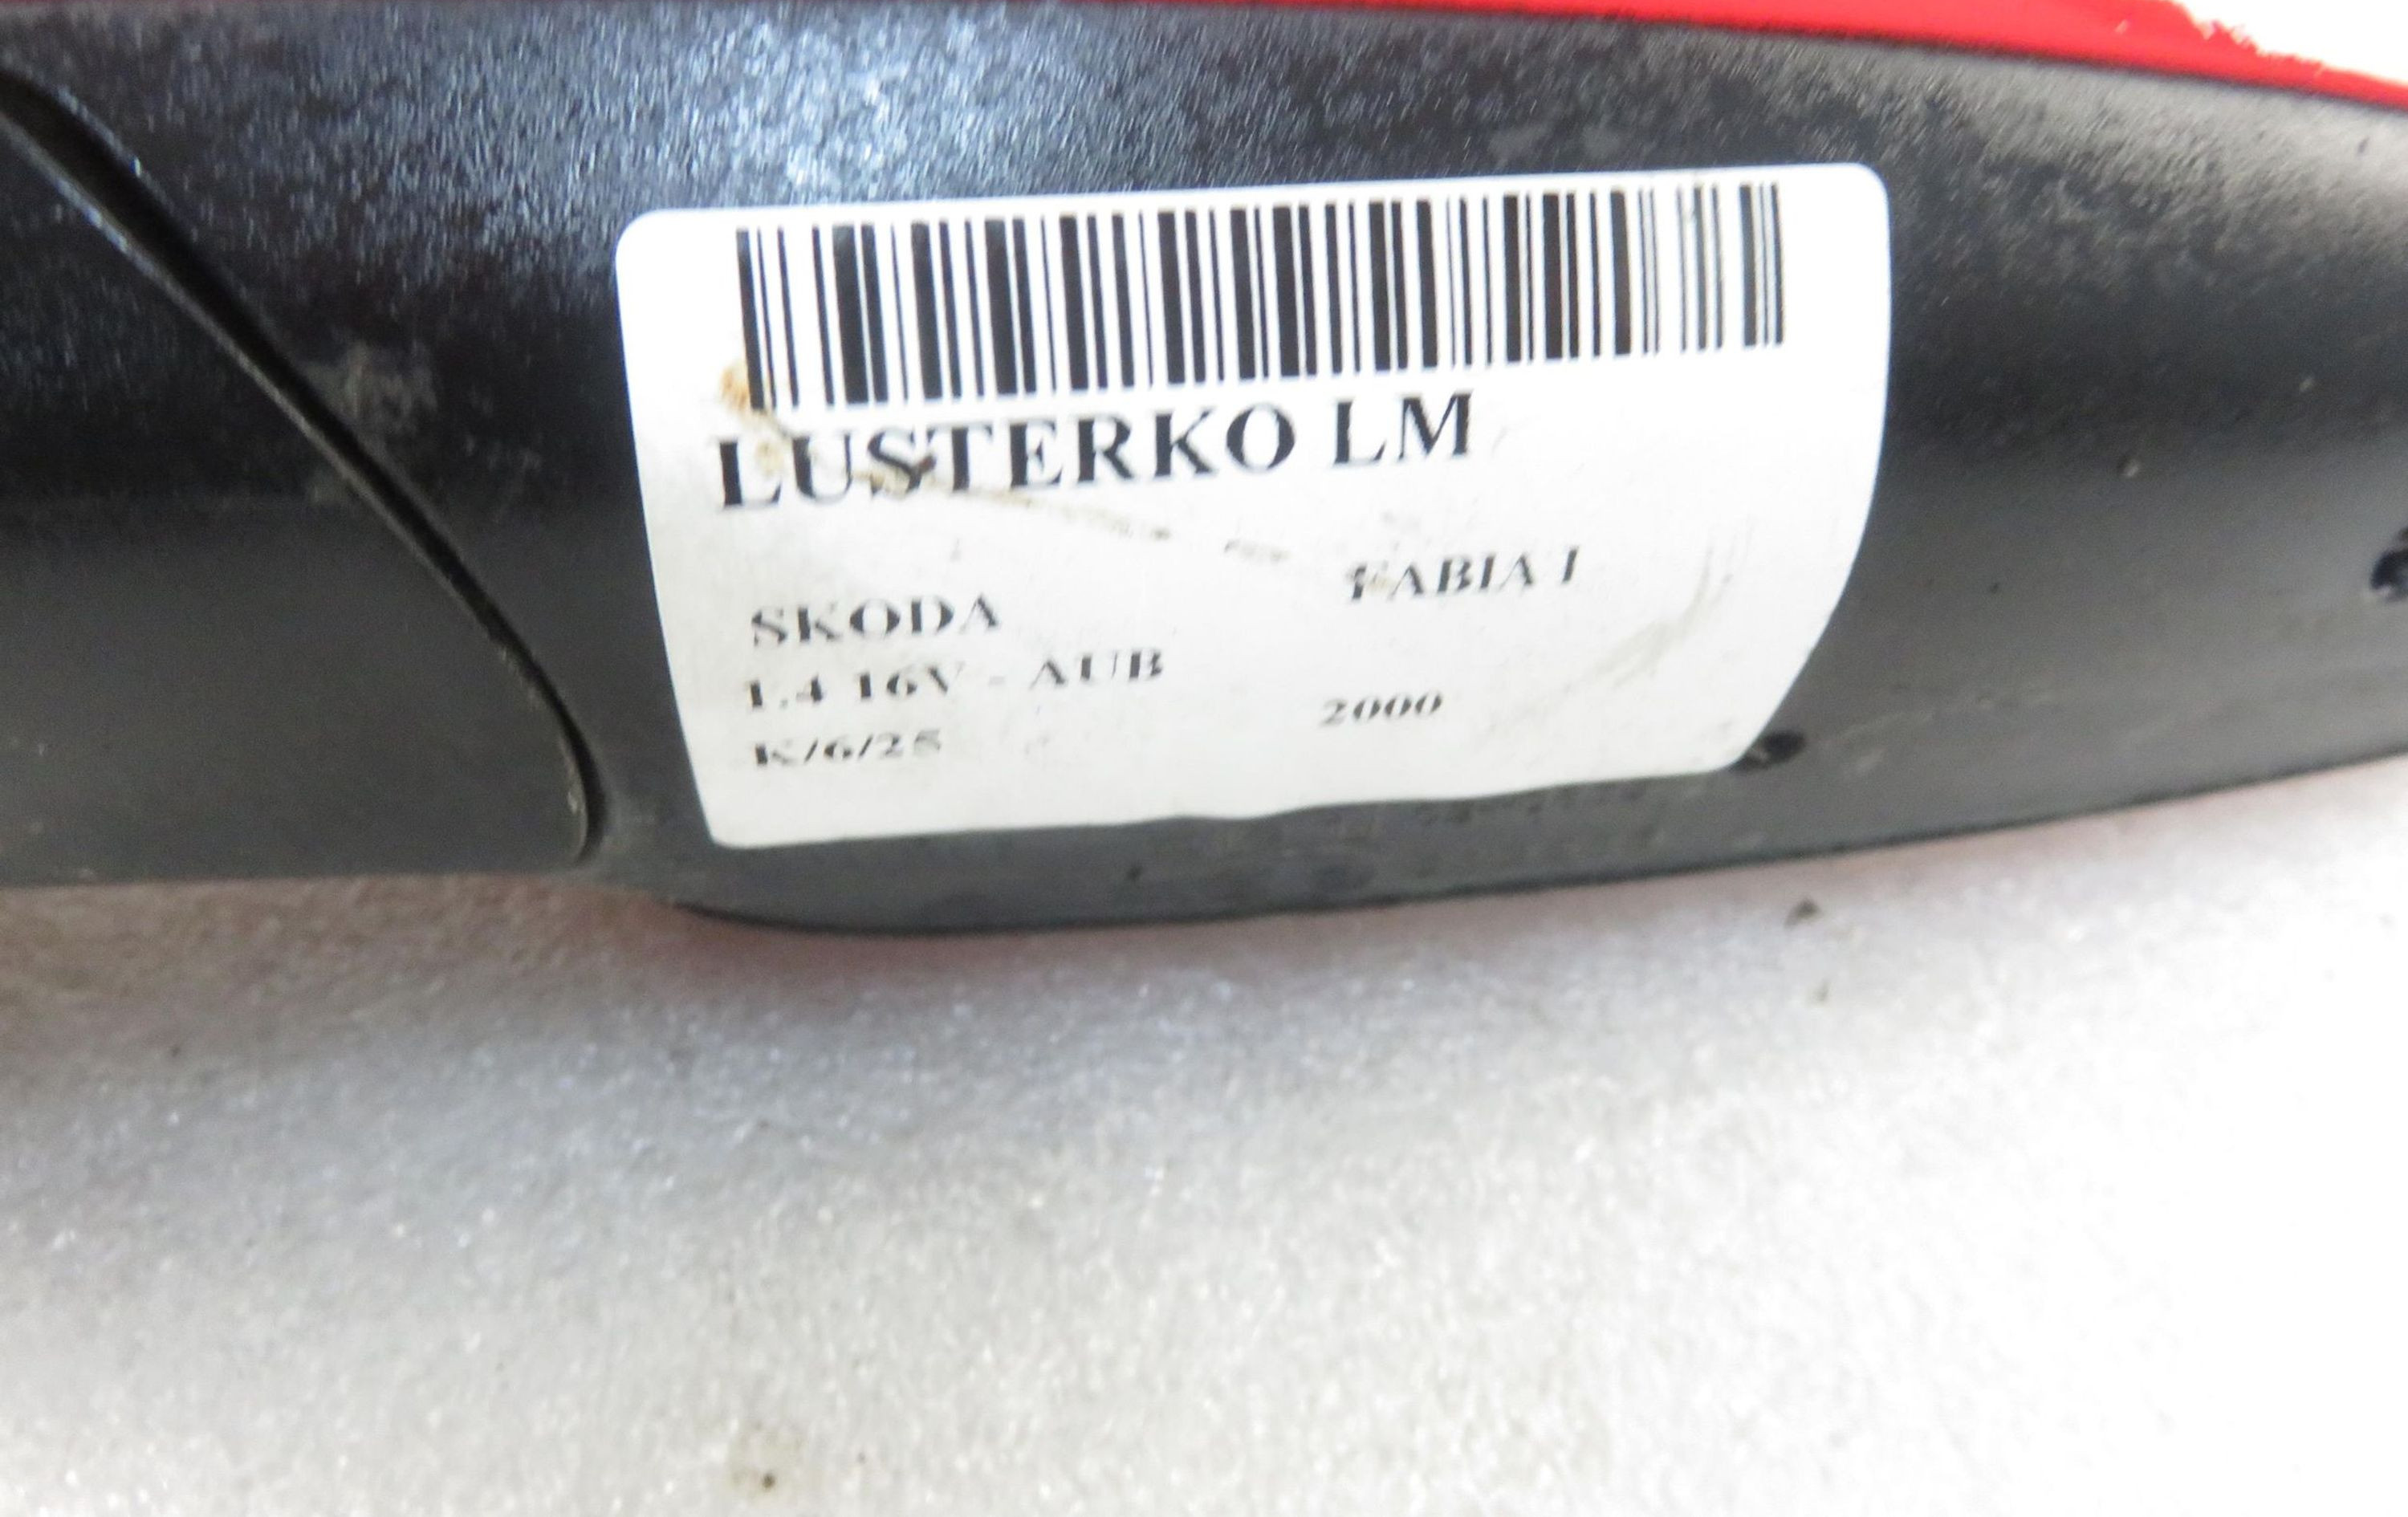 LUSTERKO LM
SKODA FABIA I
1.4 16V - AUB
2000
K/6/25